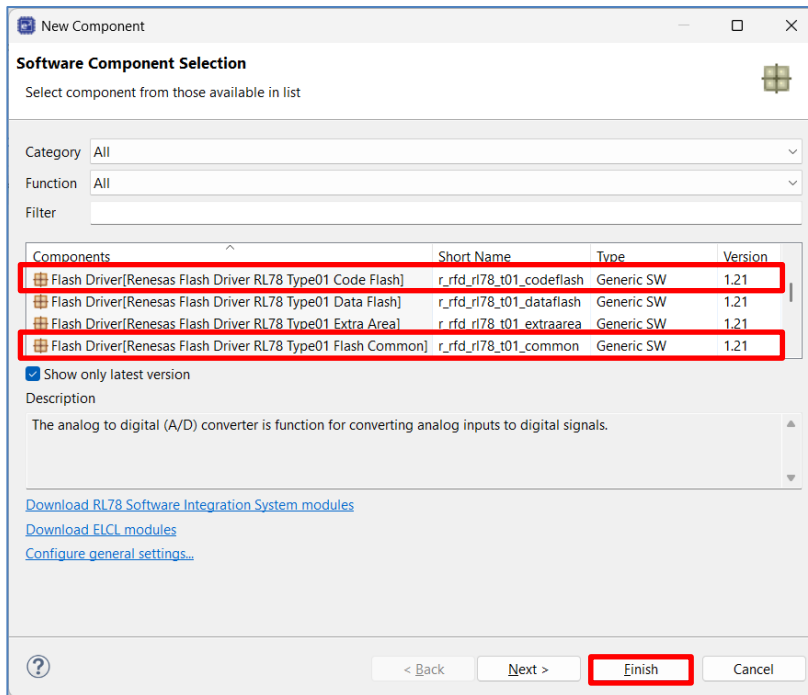 New Component
Software Component Selection
Select component from those available in list
Category All
Function All
Filter
Components Short Name Type Version
Flash Driver[Renesas Flash Driver RL78 Type01 Code Flash] r_rfd_rl78_t01_codeflash Generic SW 1.21
Flash Driver[Renesas Flash Driver RL78 Type01 Data Flash] r_rfd_rl78_t01_dataflash Generic SW 1.21
Flash Driver[Renesas Flash Driver RL78 Type01 Extra Area] r_rfd_rl78_t01_extraarea Generic SW 1.21
Flash Driver[Renesas Flash Driver RL78 Type01 Flash Common] r_rfd_rl78_t01_common Generic SW 1.21
Show only latest version
Description
The analog to digital (A/D) converter is function for converting analog inputs to digital signals.
Download RL78 Software Integration System modules
Download ELCL modules
Configure general settings...
? < Back Next > Finish Cancel